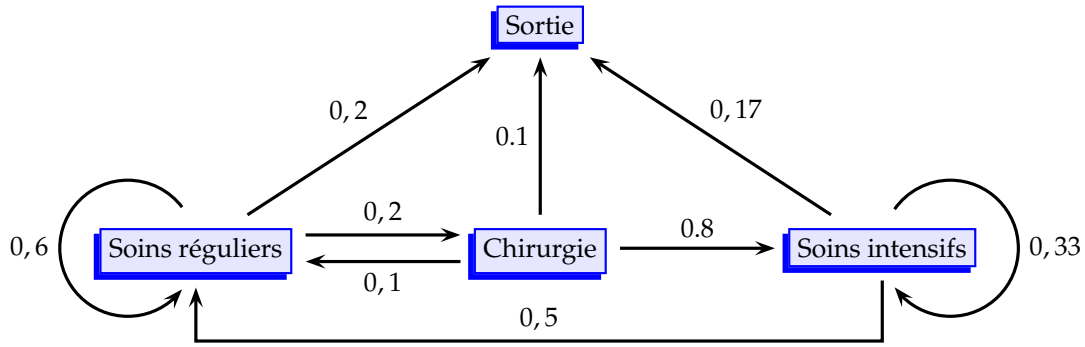 Sortie
0, 2
0, 17
0.1
0, 2
0, 6
Soins réguliers
Chirurgie
0.8
Soins intensifs
0, 33
0, 1
0, 5